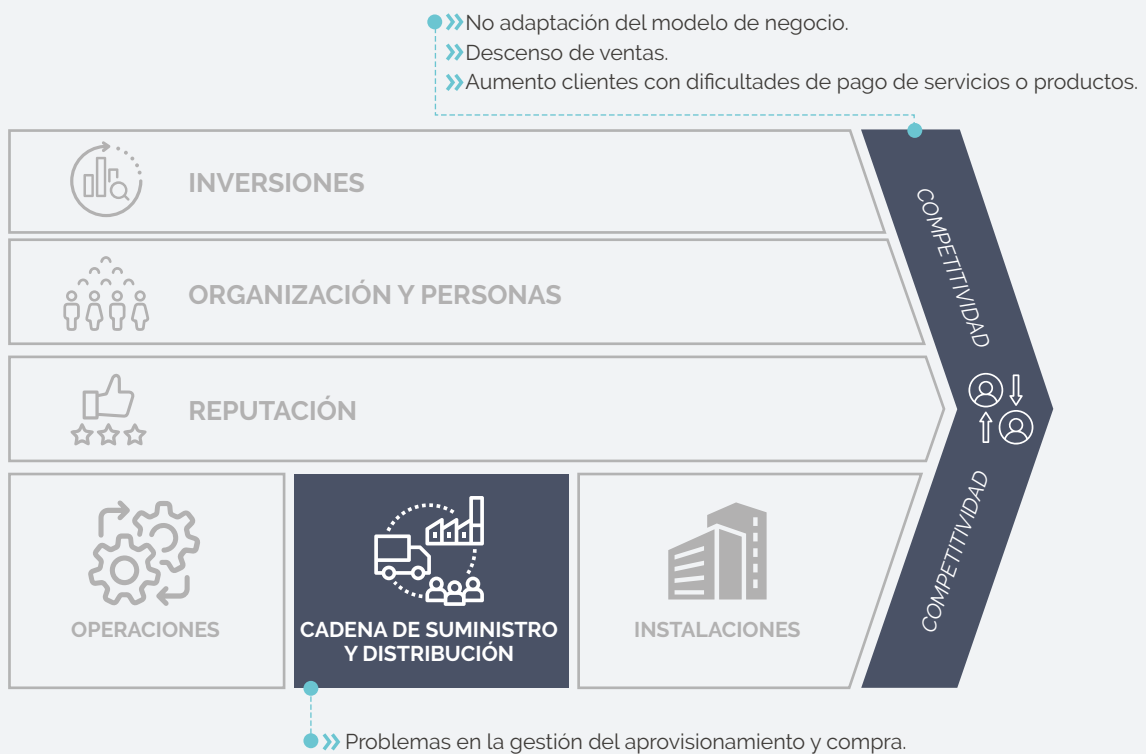 »No adaptación del modelo de negocio.
»Descenso de ventas.
»Aumento clientes con dificultades de pago de servicios o productos.
INVERSIONES
ORGANIZACIÓN Y PERSONAS
REPUTACIÓN
COMPETITIVIDAD
COMPETITIVIDAD
OPERACIONES
CADENA DE SUMINISTRO
Y DISTRIBUCIÓN
INSTALACIONES
» Problemas en la gestión del aprovisionamiento y compra.